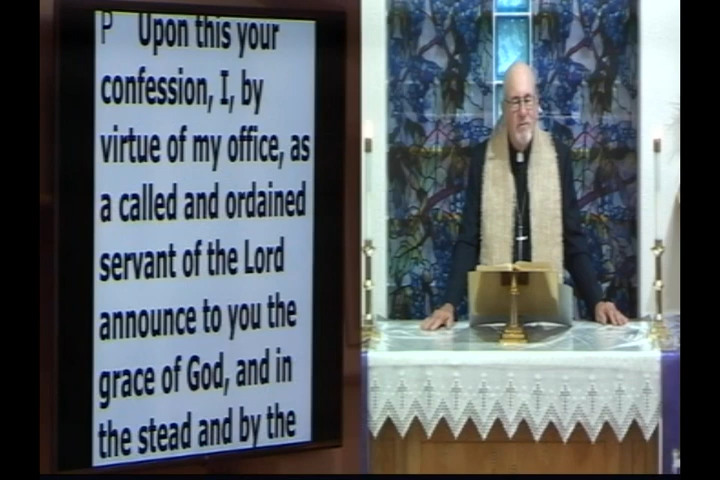 P Upon this your
confession, I, by
virtue of my office, as
a called and ordained
servant of the Lord
announce to you the
grace of God, and in
the stead and by the